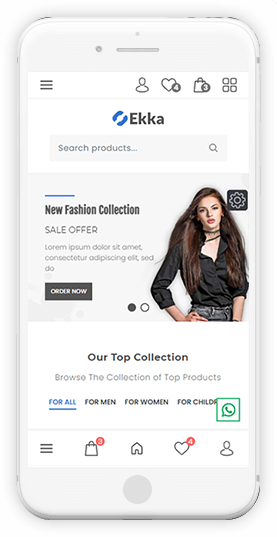 4 3
Ekka
Search products...
New Fashion Collection
SALE OFFER
Lorem ipsum dolor sit amet,
consectetur adipiscing elit, sed
do
ORDER NOW
Our Top Collection
Browse The Collection of Top Products
FOR ALL FOR MEN FOR WOMEN FOR CHILDR
3 4